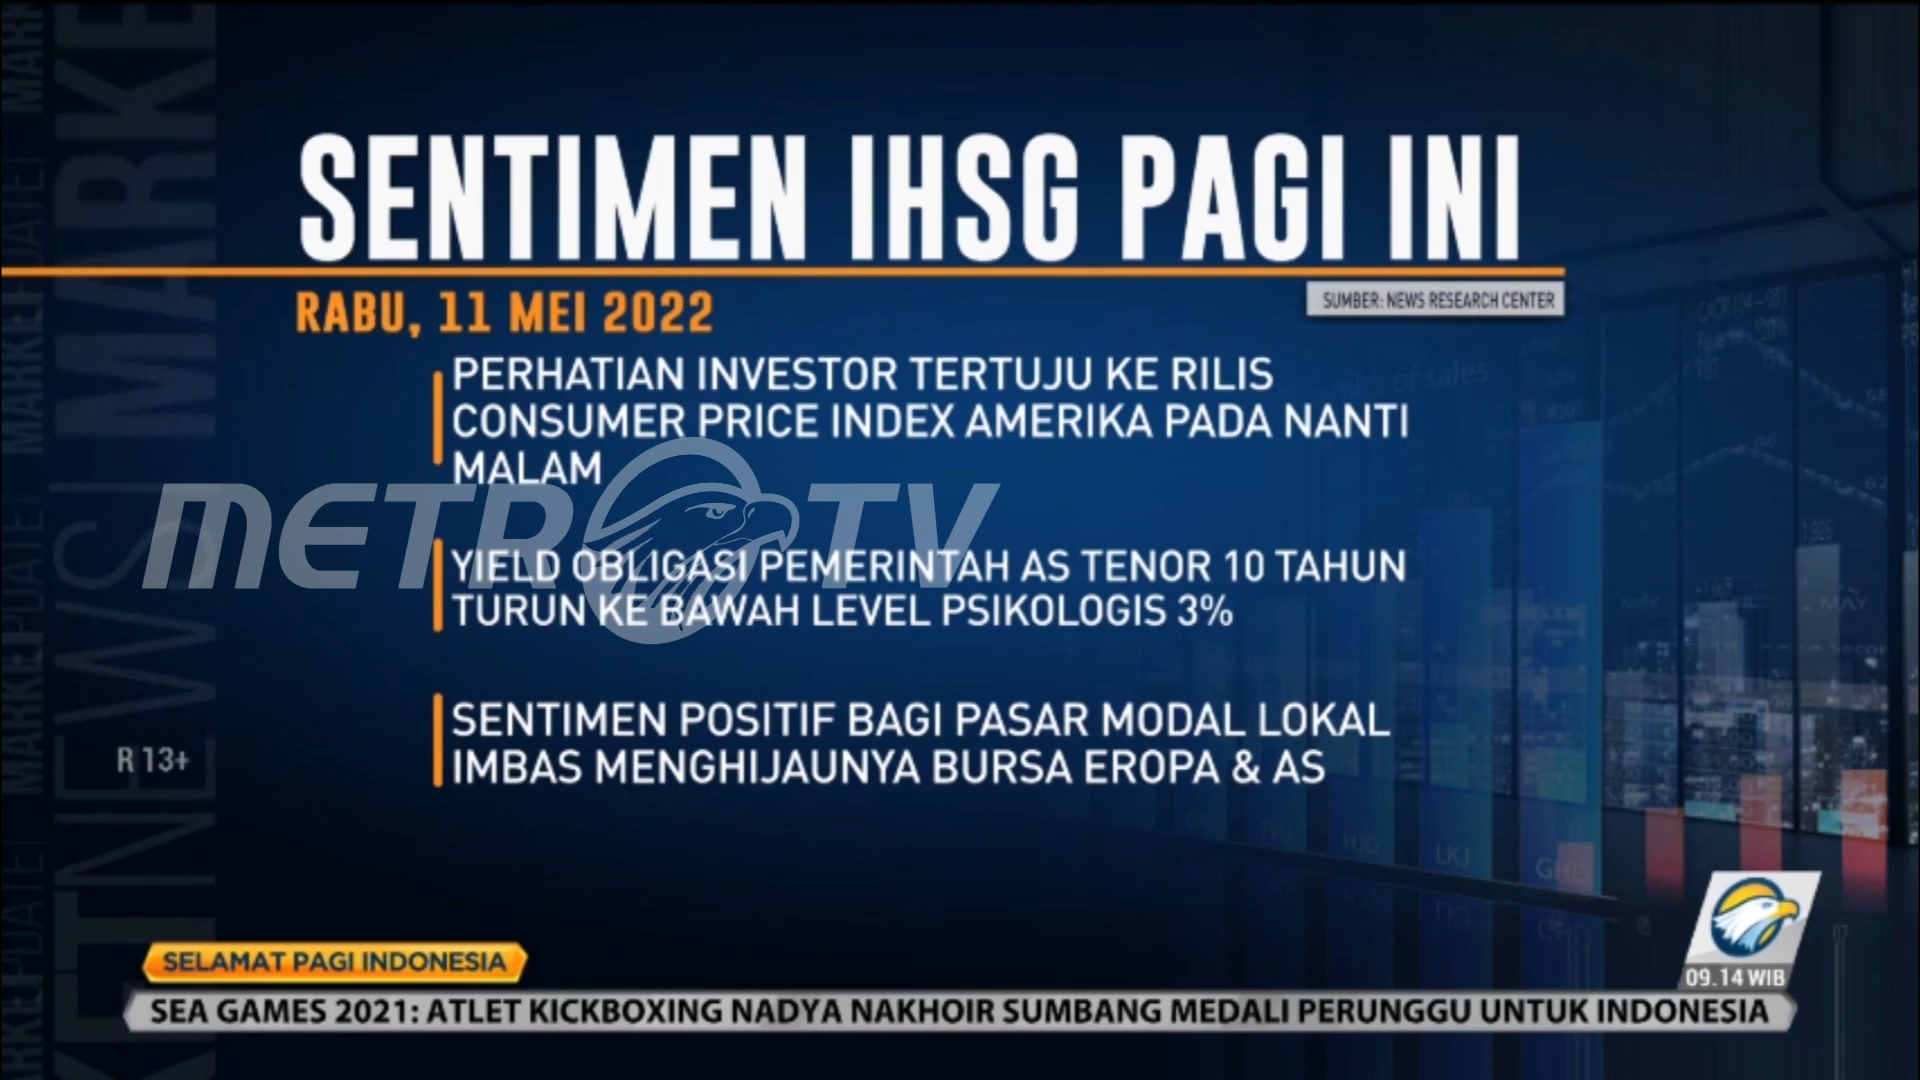 SENTIMEN IHSG PAGI INI
RABU, 11 MEI 2022
SUMBER: NEWS RESEARCH CENTER
PERHATIAN INVESTOR TERTUJU KE RILIS
CONSUMER PRICE INDEX AMERIKA PADA NANTI
MALAM
METRO TV
YIELD OBLIGASI PEMERINTAH AS TENOR 10 TAHUN
TURUN KE BAWAH LEVEL PSIKOLOGIS 3%
SENTIMEN POSITIF BAGI PASAR MODAL LOKAL
IMBAS MENGHIJAUNYA BURSA EROPA & AS
R 13+
SELAMAT PAGI INDONESIA
09.14 WIB
SEA GAMES 2021: ATLET KICKBOXING NADYA NAKHOIR SUMBANG MEDALI PERUNGGU UNTUK INDONESIA